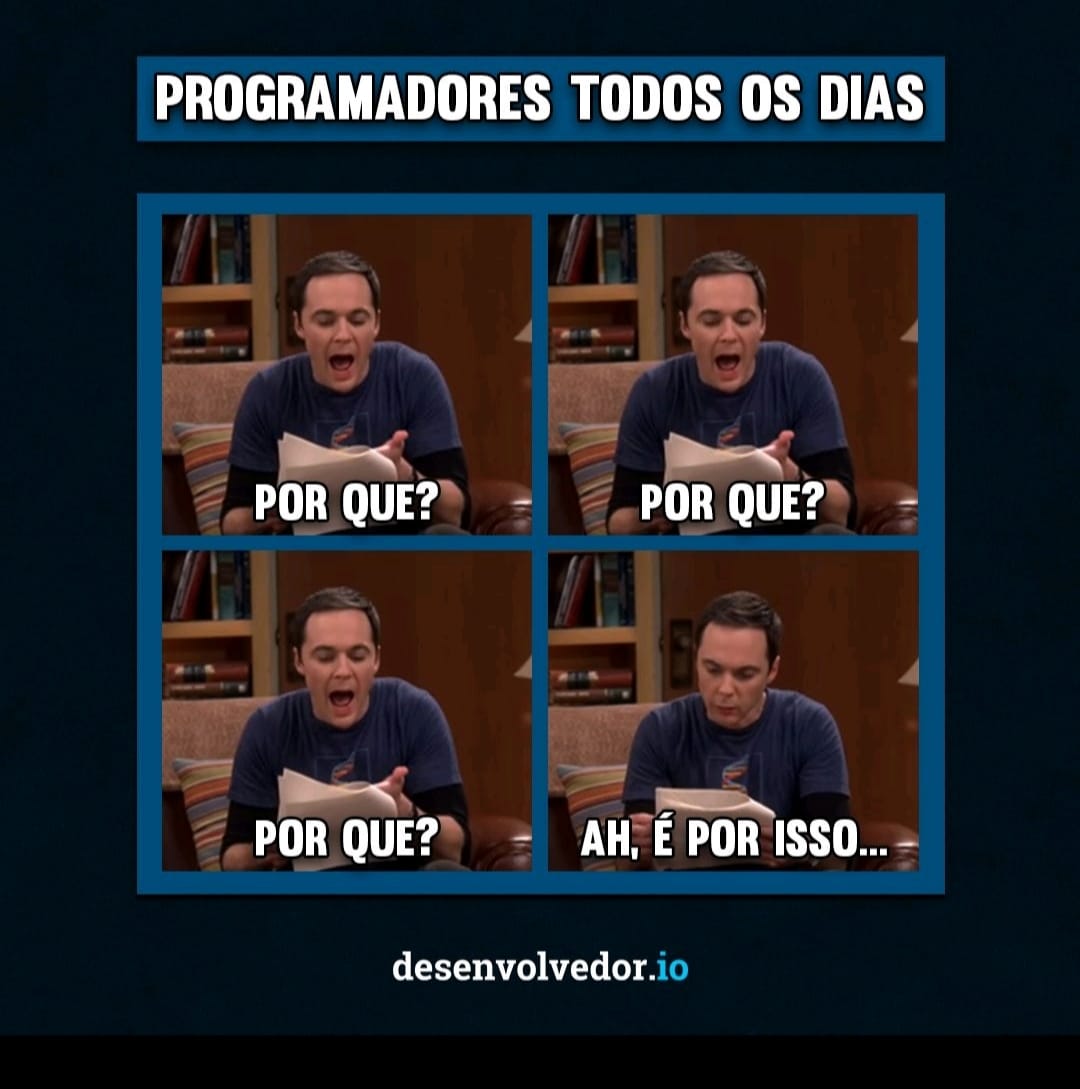 PROGRAMADORES TODOS OS DIAS
POR QUE?
POR QUE?
POR QUE?
AH, É POR ISSO...
desenvolvedor.io